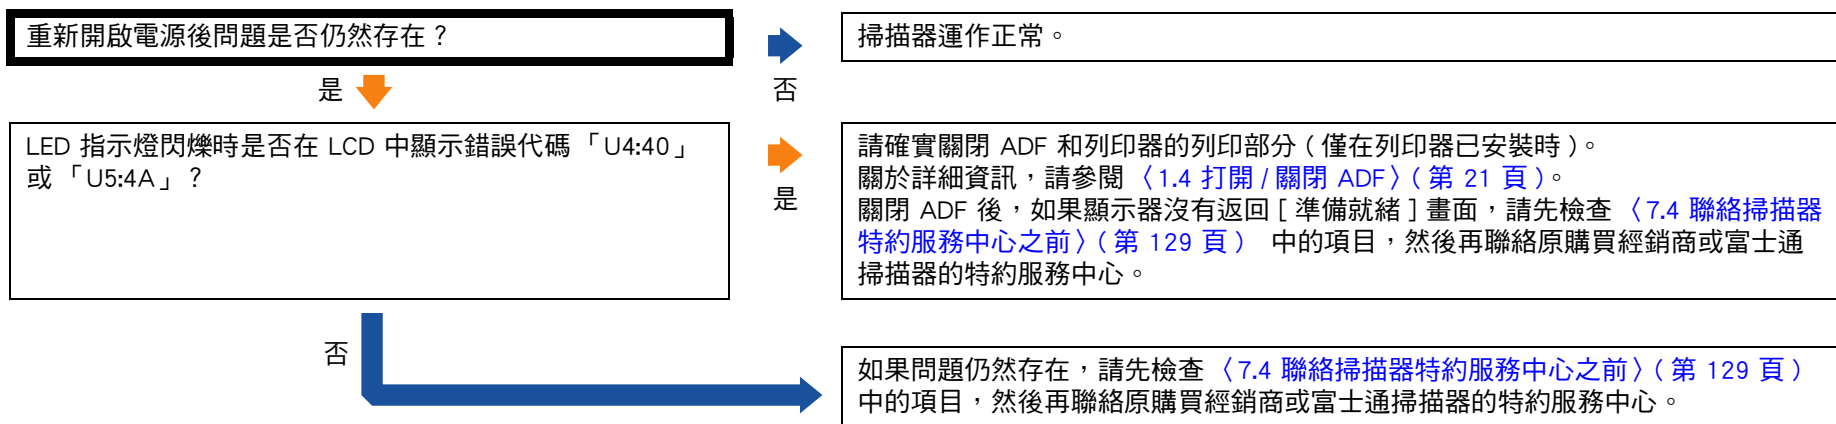 重新開啟電源後問題是否仍然存在？
掃描器運作正常。
是
否
LED 指示燈閃爍時是否在 LCD 中顯示錯誤代碼「U4:40」
或「U5:4A」？
是
請確實關閉 ADF 和列印器的列印部分 ( 僅在列印器已安裝時 )。
關於詳細資訊，請參閱〈1.4 打開 / 關閉 ADF〉( 第 21 頁 )。
關閉 ADF 後，如果顯示器沒有返回 [ 準備就緒 ] 畫面，請先檢查〈7.4 聯絡掃描器
特約服務中心之前〉( 第 129 頁 ) 中的項目，然後再聯絡原購買經銷商或富士通
掃描器的特約服務中心。
否
如果問題仍然存在，請先檢查〈7.4 聯絡掃描器特約服務中心之前〉( 第 129 頁 )
中的項目，然後再聯絡原購買經銷商或富士通掃描器的特約服務中心。